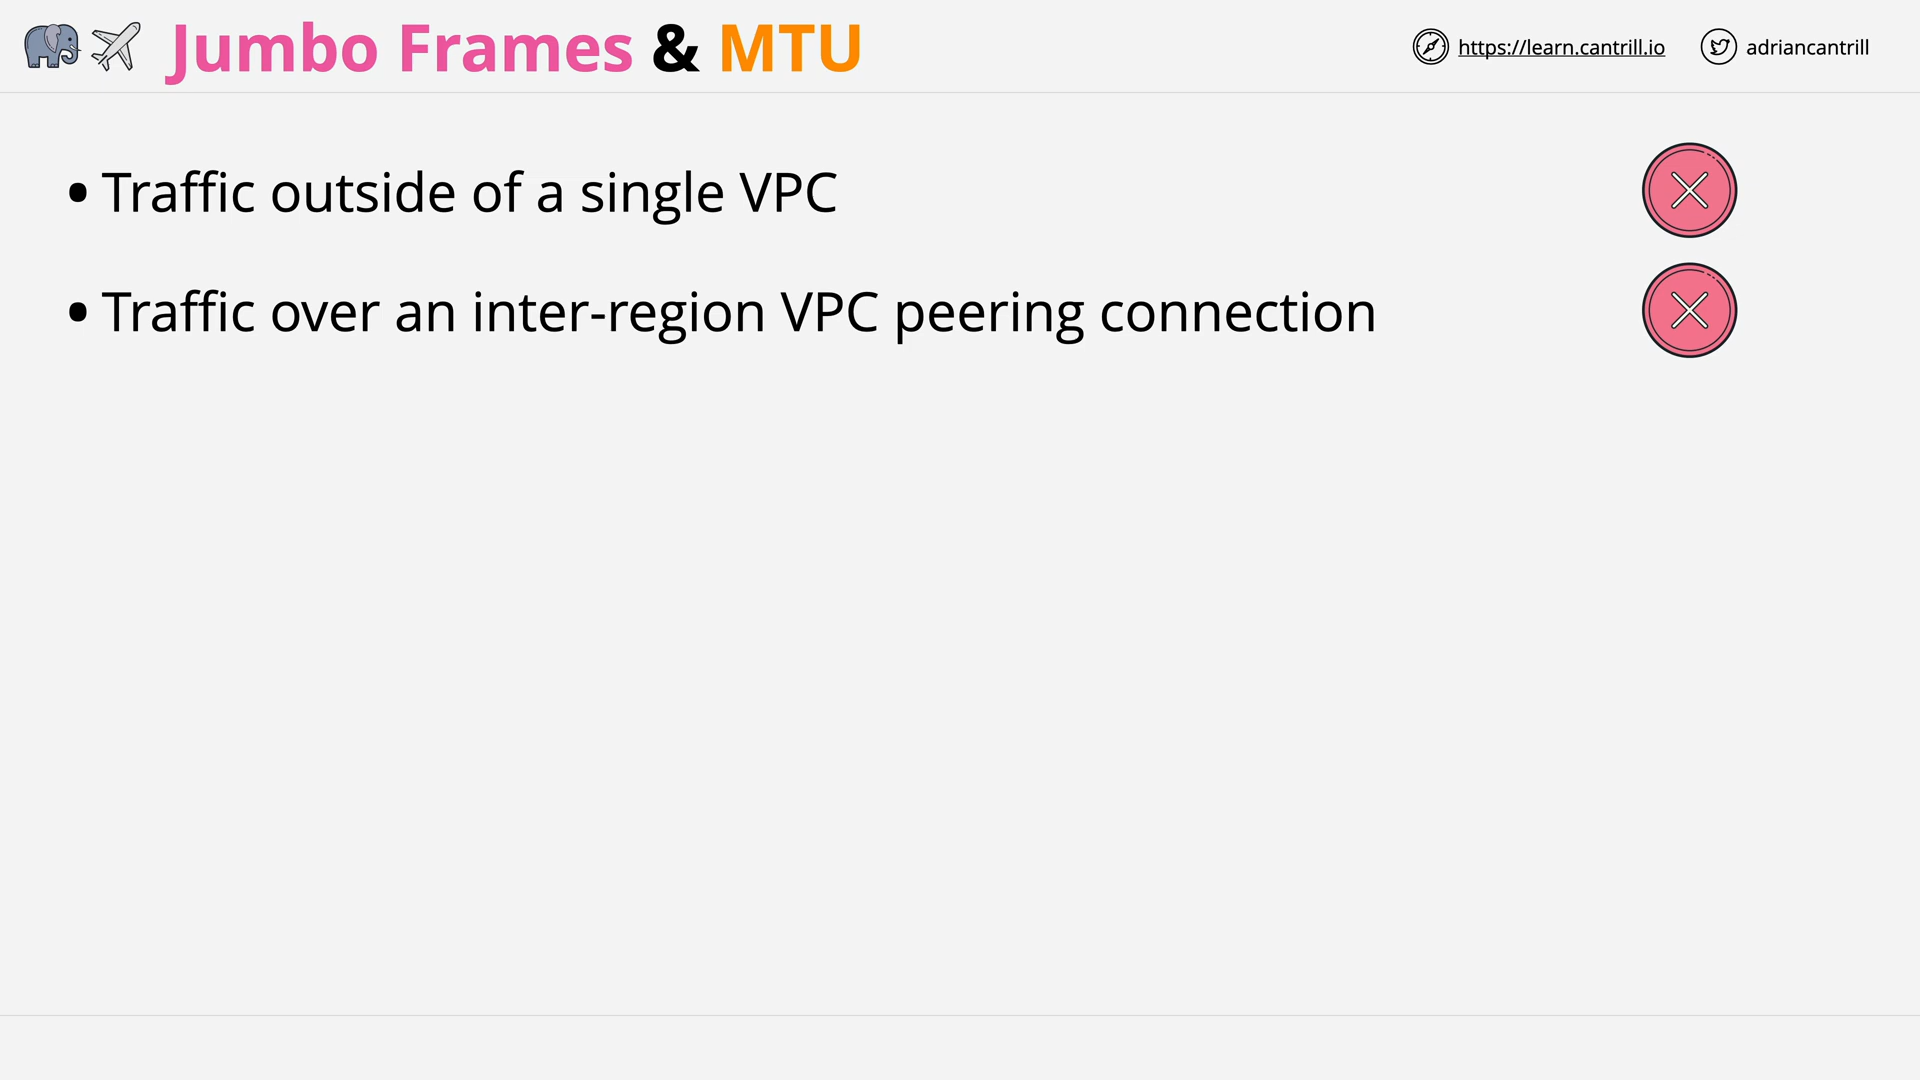 Jumbo Frames & MTU
https://learn.cantrill.io
adriancantrill
• Traffic outside of a single VPC
• Traffic over an inter-region VPC peering connection